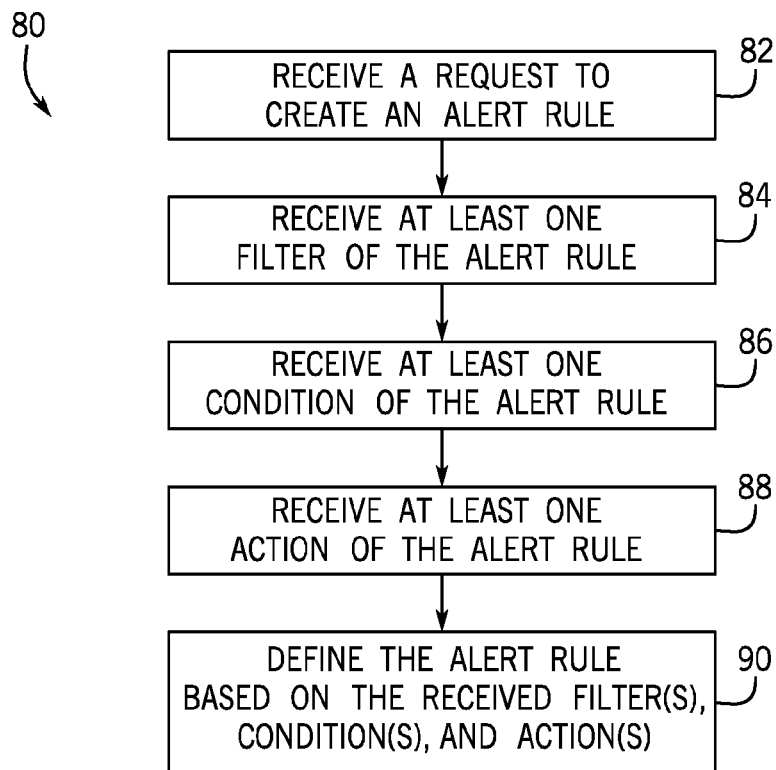 80
RECEIVE A REQUEST TO
CREATE AN ALERT RULE
82
RECEIVE AT LEAST ONE
FILTER OF THE ALERT RULE
84
RECEIVE AT LEAST ONE
CONDITION OF THE ALERT RULE
86
RECEIVE AT LEAST ONE
ACTION OF THE ALERT RULE
88
DEFINE THE ALERT RULE
BASED ON THE RECEIVED FILTER(S),
CONDITION(S), AND ACTION(S)
90